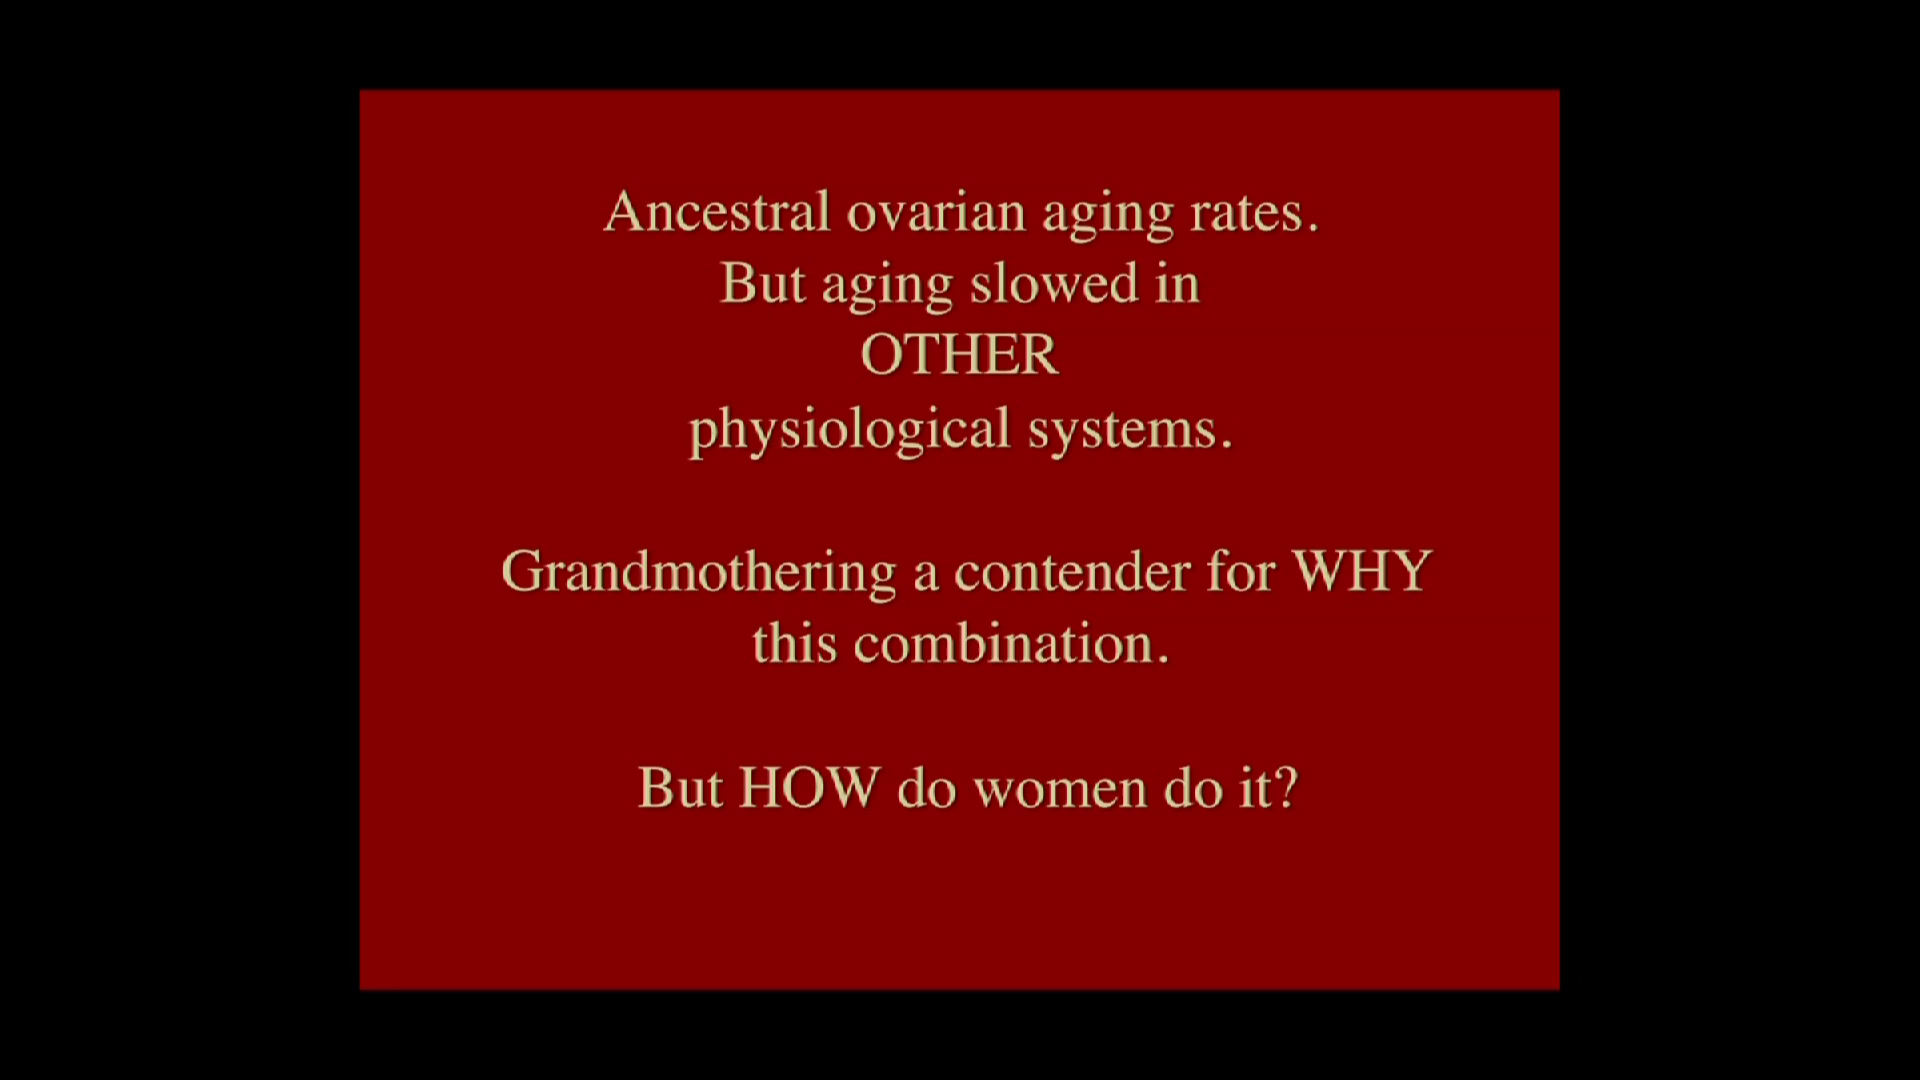 Ancestral ovarian aging rates.
But aging slowed in
OTHER
physiological systems.
Grandmothering a contender for WHY
this combination.
But HOW do women do it?